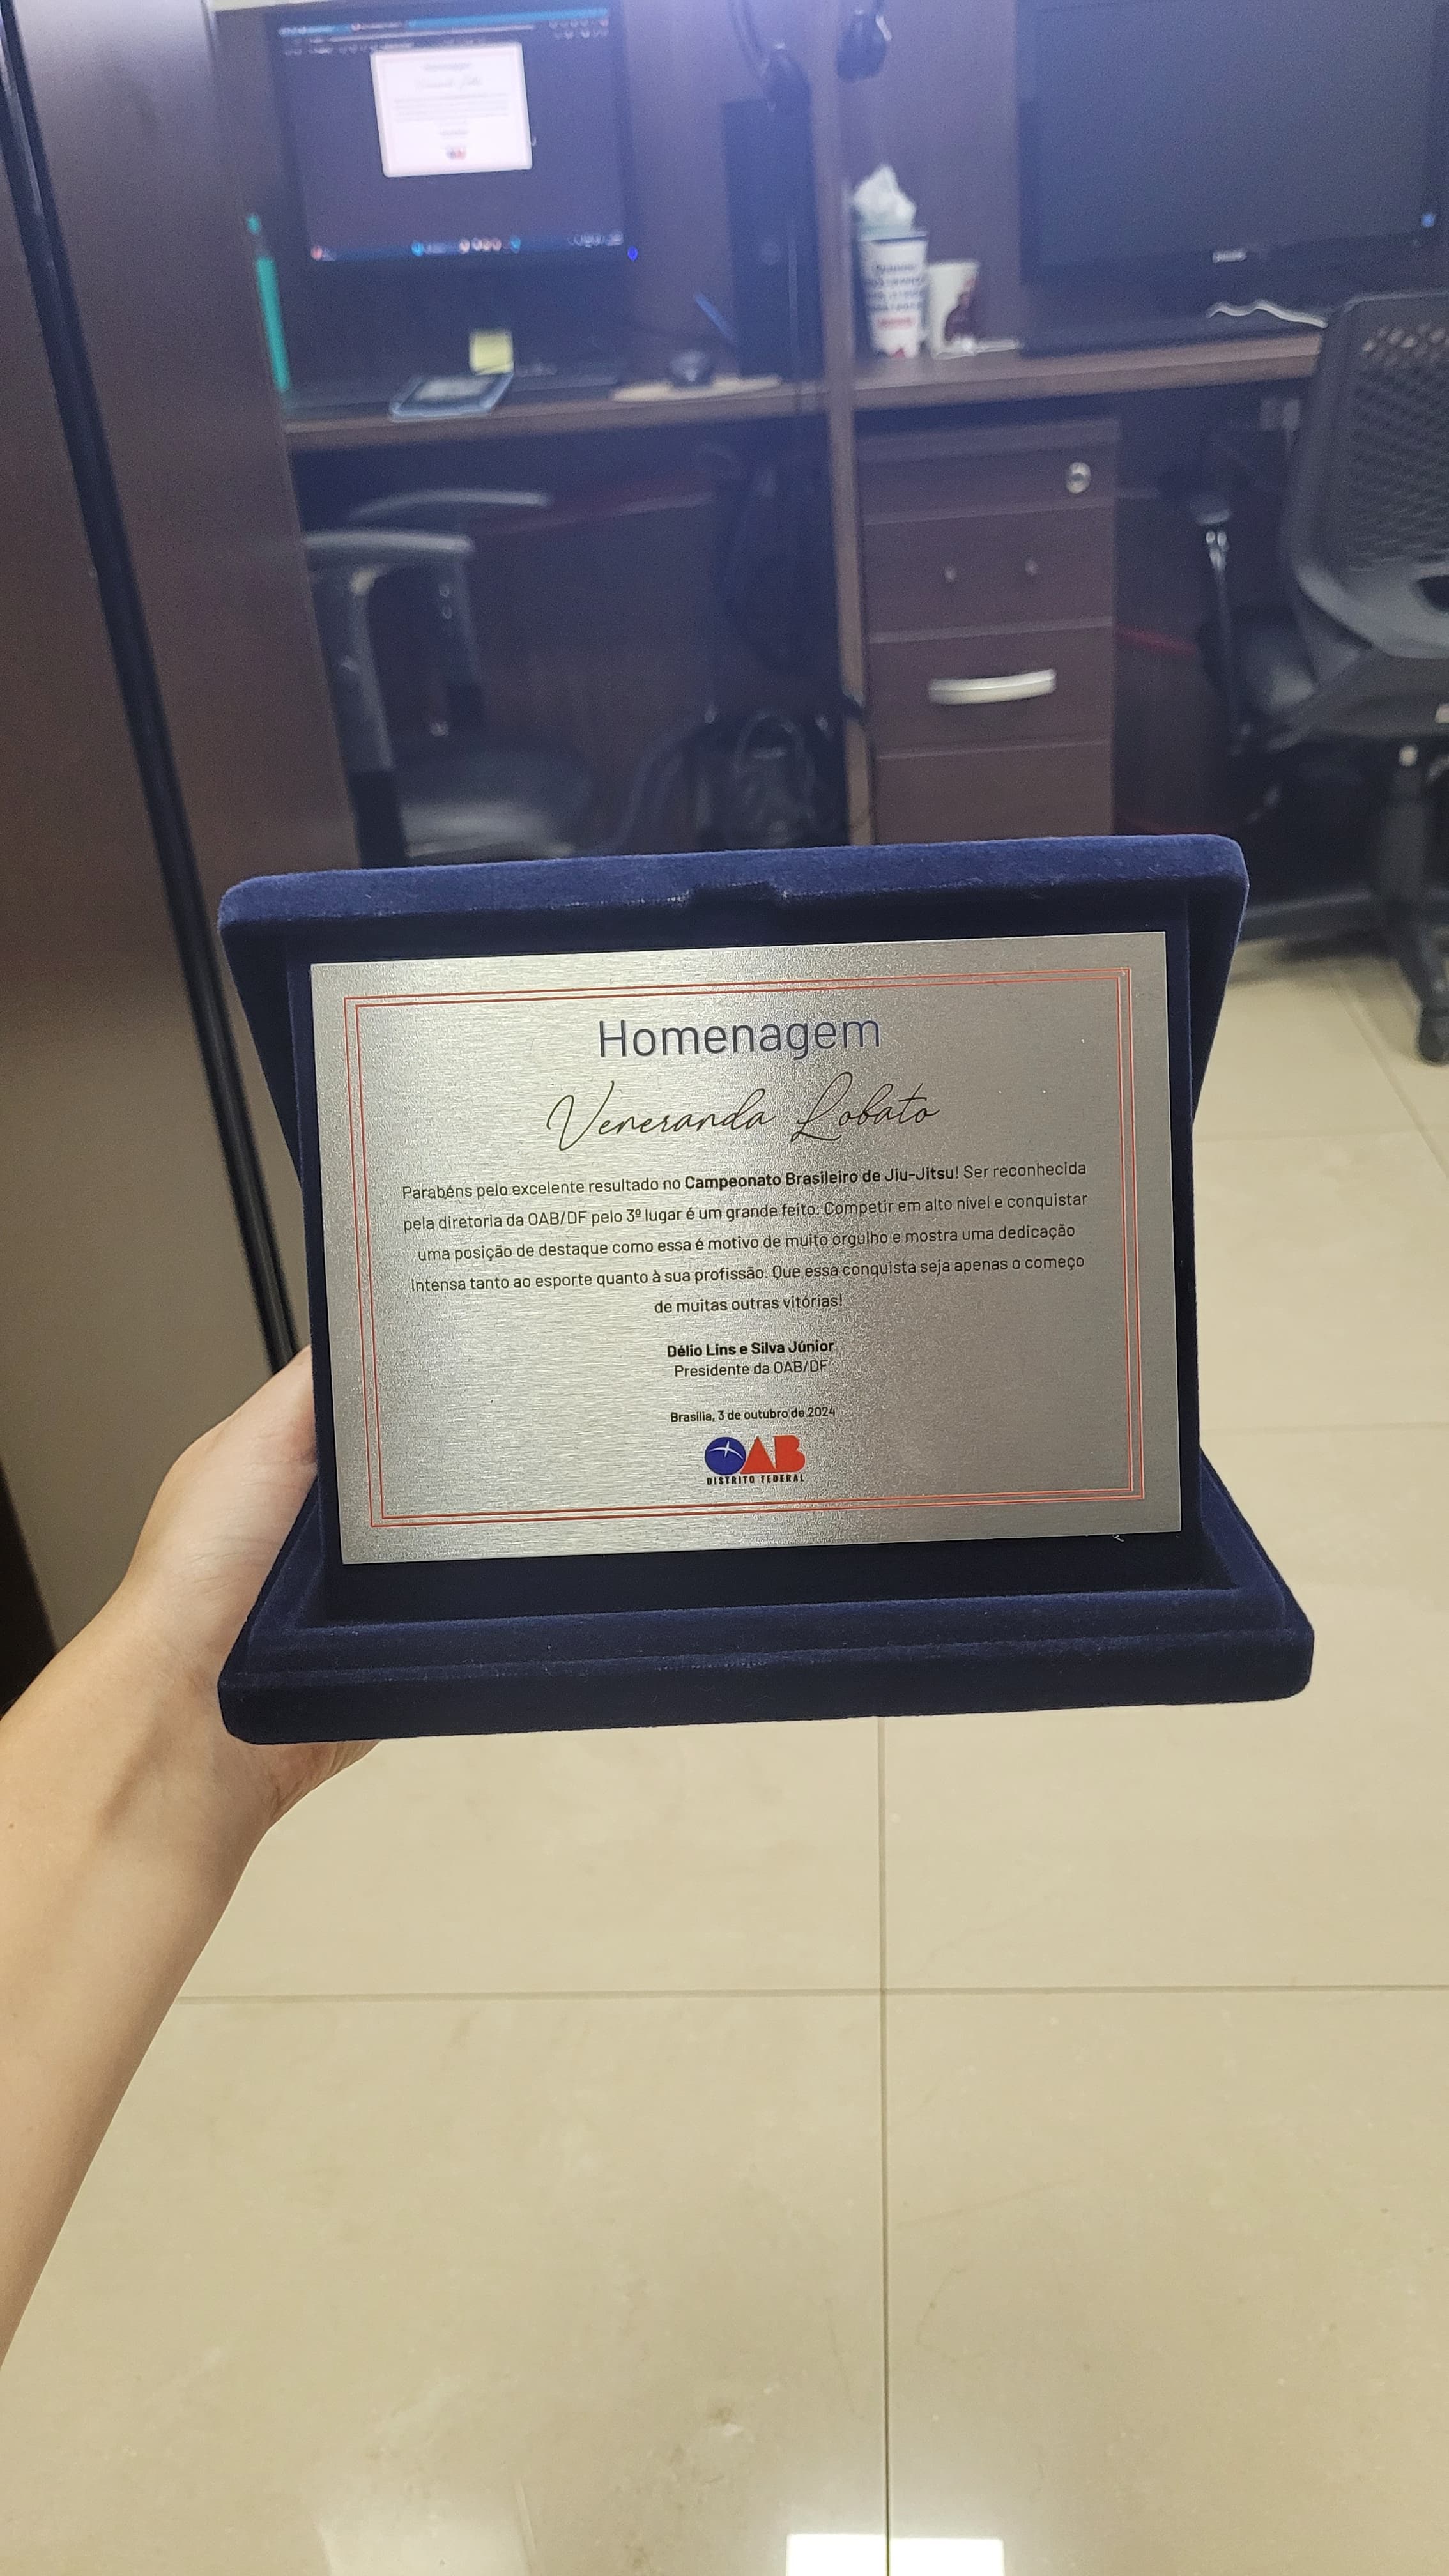 Homenagem
Veneranda Lobato
Parabéns pelo excelente resultado no Campeonato Brasileiro de Jiu-Jitsu! Ser reconhecida
pela diretoria da OAB/DF pelo 3º lugar é um grande feito. Competir em alto nível e conquistar
uma posição de destaque como essa é motivo de muito orgulho e mostra uma dedicação
intensa tanto ao esporte quanto à sua profissão. Que essa conquista seja apenas o começo
de muitas outras vitórias!
Délio Lins e Silva Júnior
Presidente da OAB/DF
Brasília, 3 de outubro de 2024
OAB
DISTRITO FEDERAL